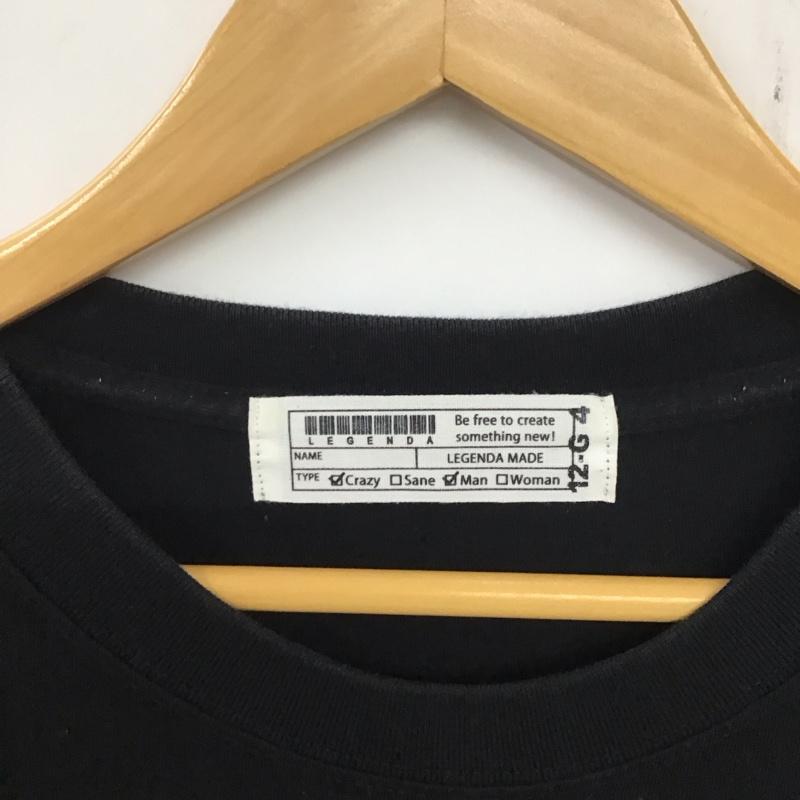 LEGENDA
Be free to create
something new!
NAME
LEGENDA MADE
TYPE ☑Crazy ☐Sane ☑Man ☐Woman
12-G 4